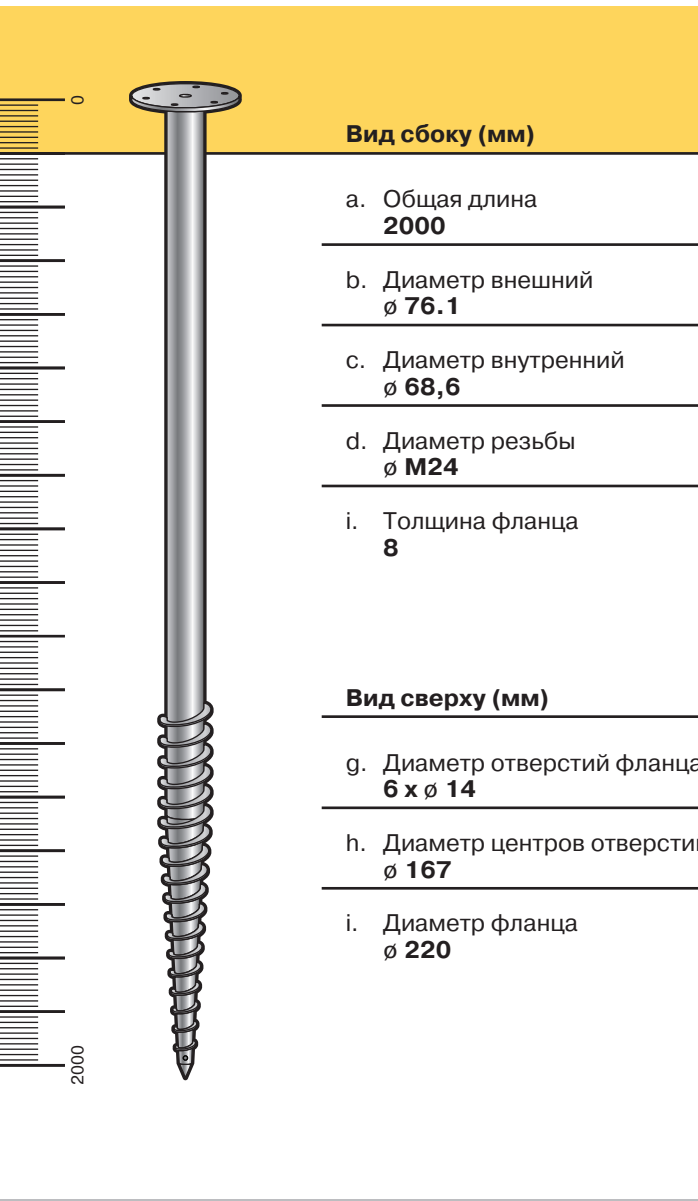 0
Вид сбоку (мм)
a. Общая длина
2000
b. Диаметр внешний
ø 76.1
c. Диаметр внутренний
ø 68,6
d. Диаметр резьбы
ø M24
i. Толщина фланца
8
Вид сверху (мм)
g. Диаметр отверстий фланца
6 x ø 14
h. Диаметр центров отверстий
ø 167
i. Диаметр фланца
ø 220
2000